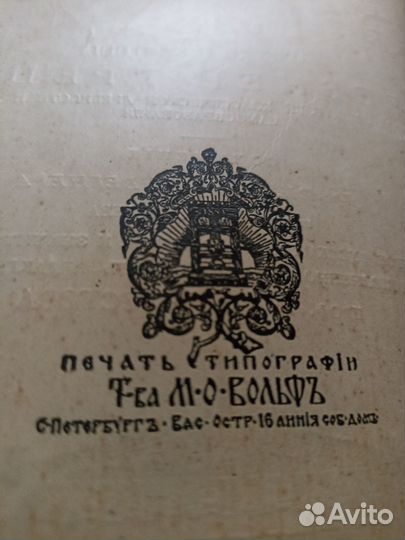 ПЕЧАТЬ ТИПОГРАФІИ
Т-ва М·О·ВОЛЬФЪ
С·ПЕТЕРБУРГЪ·ВАС·ОСТР·16 ЛИНІЯ СОБ·ДОМЪ
Avito